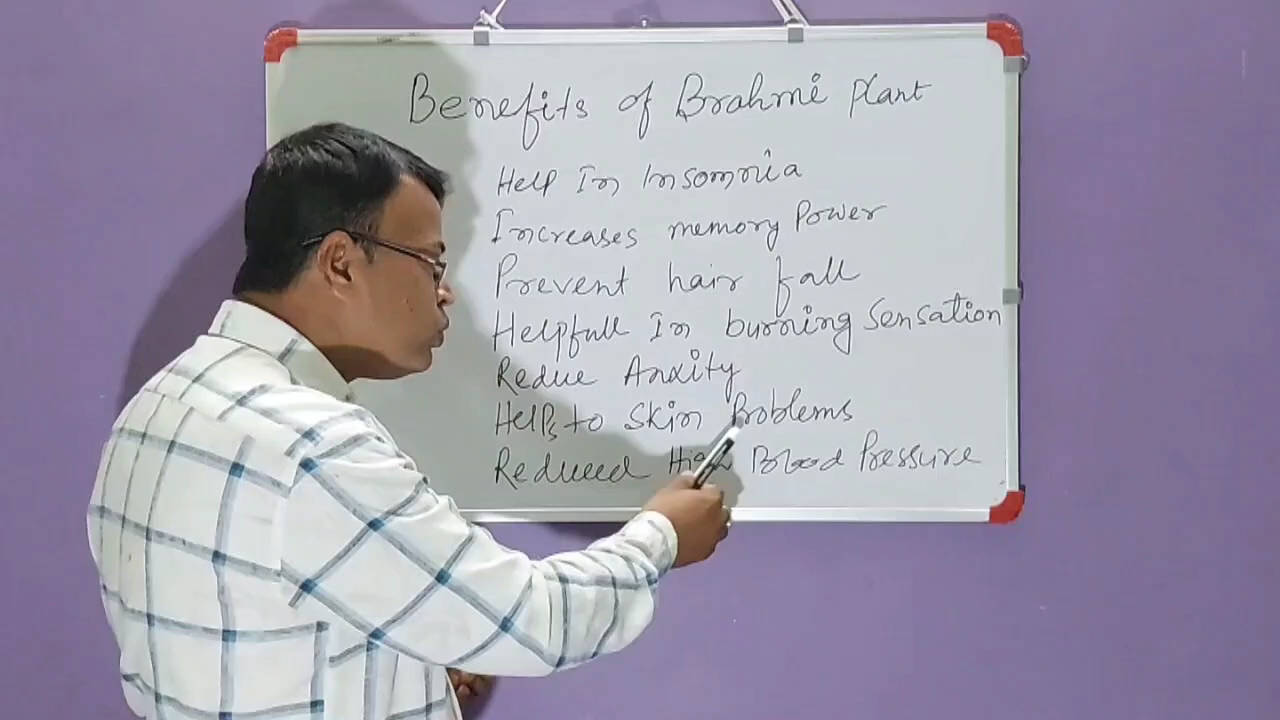 Benefits of Brahmi Plant
Help In Insomnia
Increases memory Power
Prevent hair fall
Helpfull In burning Sensation
Redue Anxity
Helps to Skin Problems
Reduced High Blood Pressure